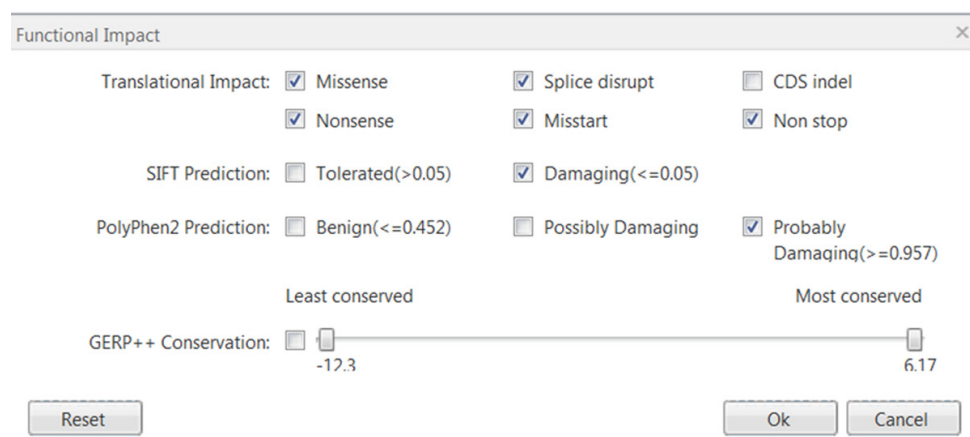 Functional Impact
Translational Impact: Missense Splice disrupt CDS indel
Nonsense Misstart Non stop
SIFT Prediction: Tolerated(>0.05) Damaging(<=0.05)
PolyPhen2 Prediction: Benign(<=0.452) Possibly Damaging Probably
Damaging(>=0.957)
Least conserved Most conserved
GERP++ Conservation:
-12.3 6.17
Reset Ok Cancel